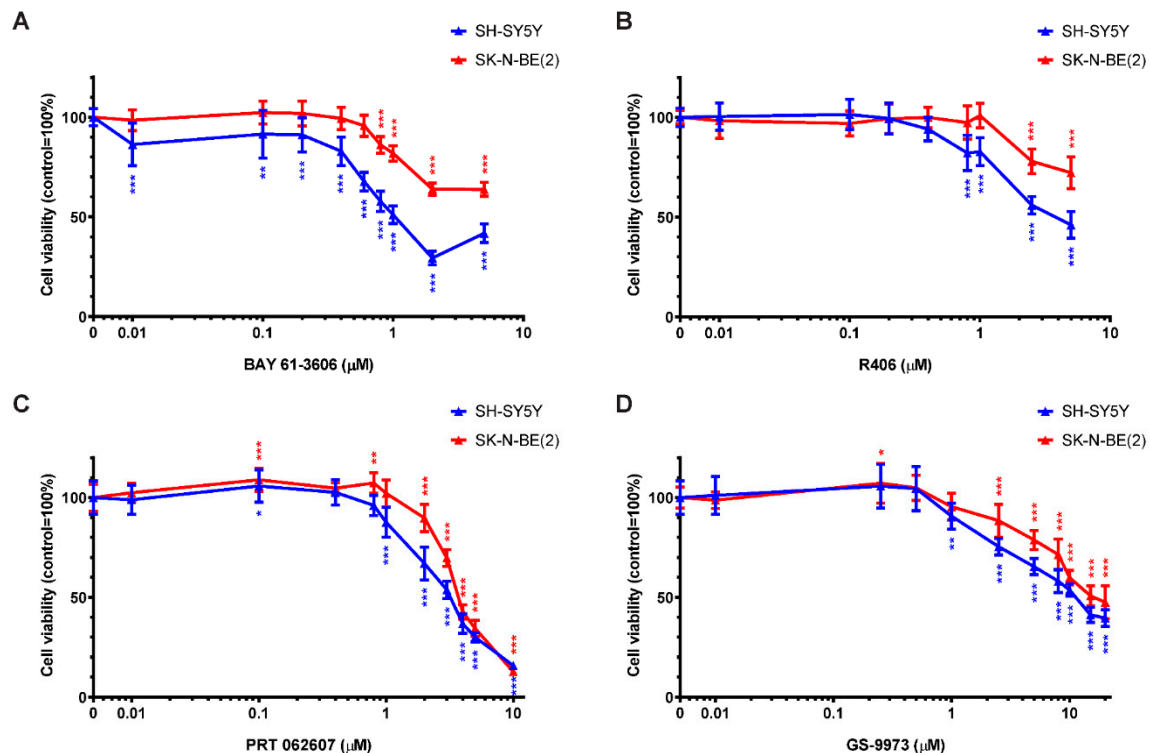 A
SH-SY5Y
SK-N-BE(2)
Cell viability (control=100%)
100
50
0
*** *** *** ***
*** ** *** *** *** *** *** *** ***
0 0.01 0.1 1 10
BAY 61-3606 (μM)
B
SH-SY5Y
SK-N-BE(2)
Cell viability (control=100%)
100
50
0
*** ***
*** *** *** ***
0 0.01 0.1 1 10
R406 (μM)
C
SH-SY5Y
SK-N-BE(2)
Cell viability (control=100%)
100
50
0
*** ** *** *** *** *** ***
* *** *** *** *** *** ***
0 0.01 0.1 1 10
PRT 062607 (μM)
D
SH-SY5Y
SK-N-BE(2)
Cell viability (control=100%)
100
50
0
* *** *** *** *** *** ***
** *** *** *** *** *** ***
0 0.01 0.1 1 10
GS-9973 (μM)